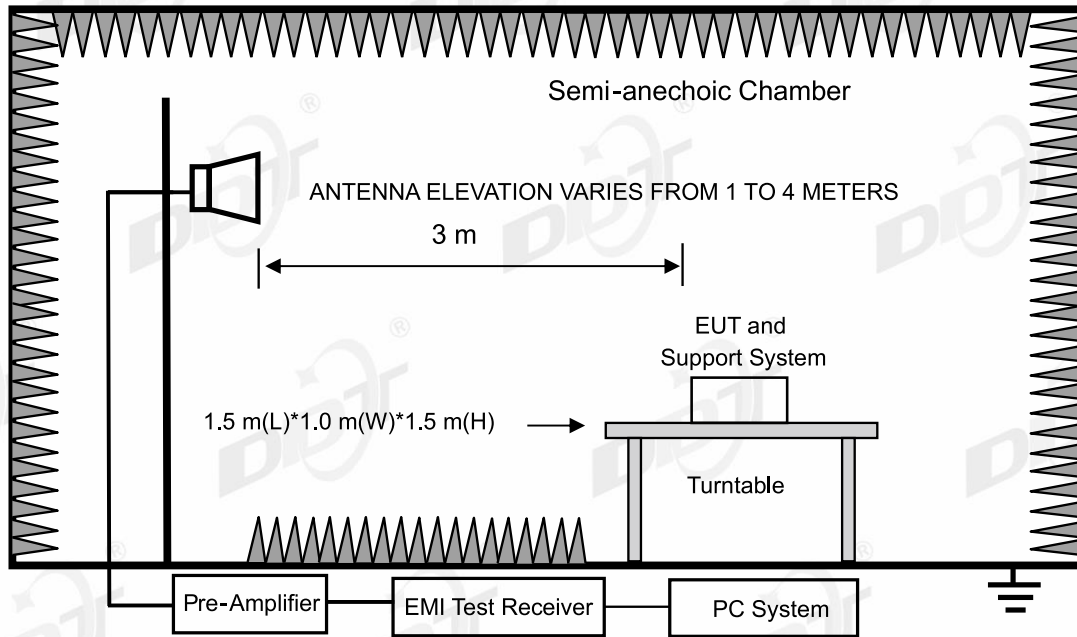 Semi-anechoic Chamber
ANTENNA ELEVATION VARIES FROM 1 TO 4 METERS
3 m
EUT and
Support System
1.5 m(L)*1.0 m(W)*1.5 m(H)
Turntable
Pre-Amplifier
EMI Test Receiver
PC System